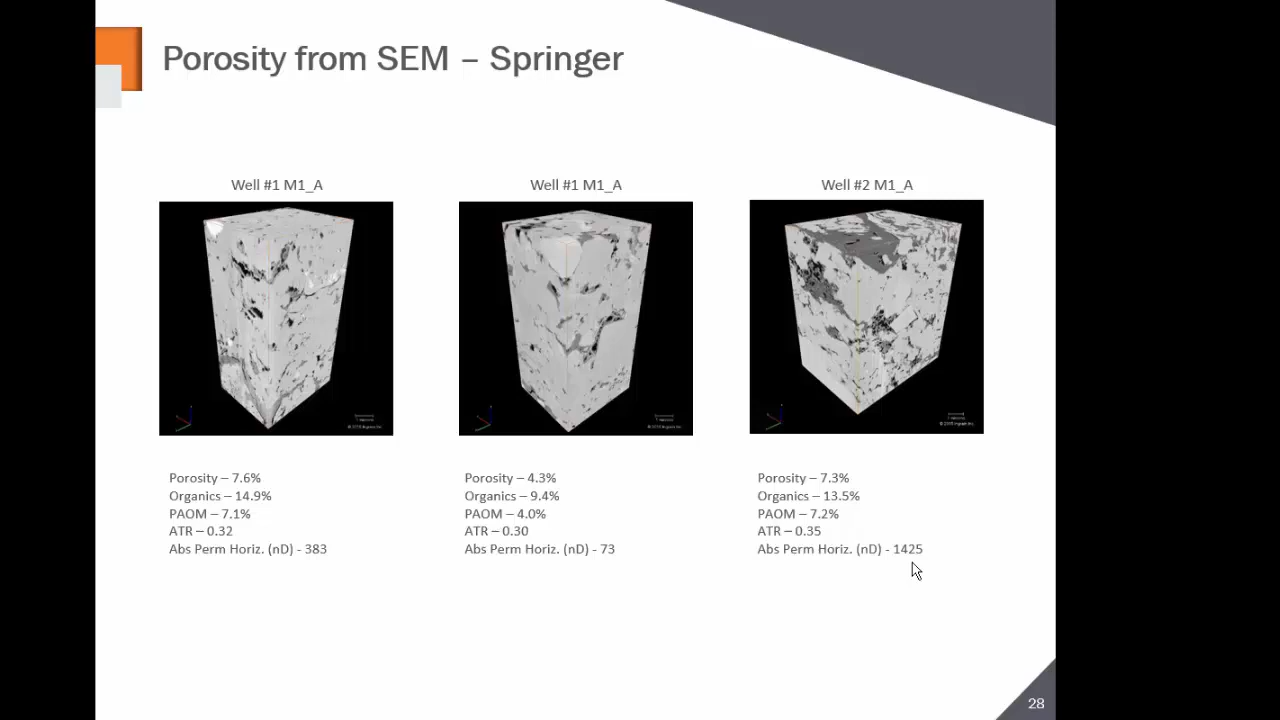 Porosity from SEM – Springer
Well #1 M1_A
Well #1 M1_A
Well #2 M1_A
Porosity – 7.6%
Organics – 14.9%
PAOM – 7.1%
ATR – 0.32
Abs Perm Horiz. (nD) - 383
Porosity – 4.3%
Organics – 9.4%
PAOM – 4.0%
ATR – 0.30
Abs Perm Horiz. (nD) - 73
Porosity – 7.3%
Organics – 13.5%
PAOM – 7.2%
ATR – 0.35
Abs Perm Horiz. (nD) - 1425
28